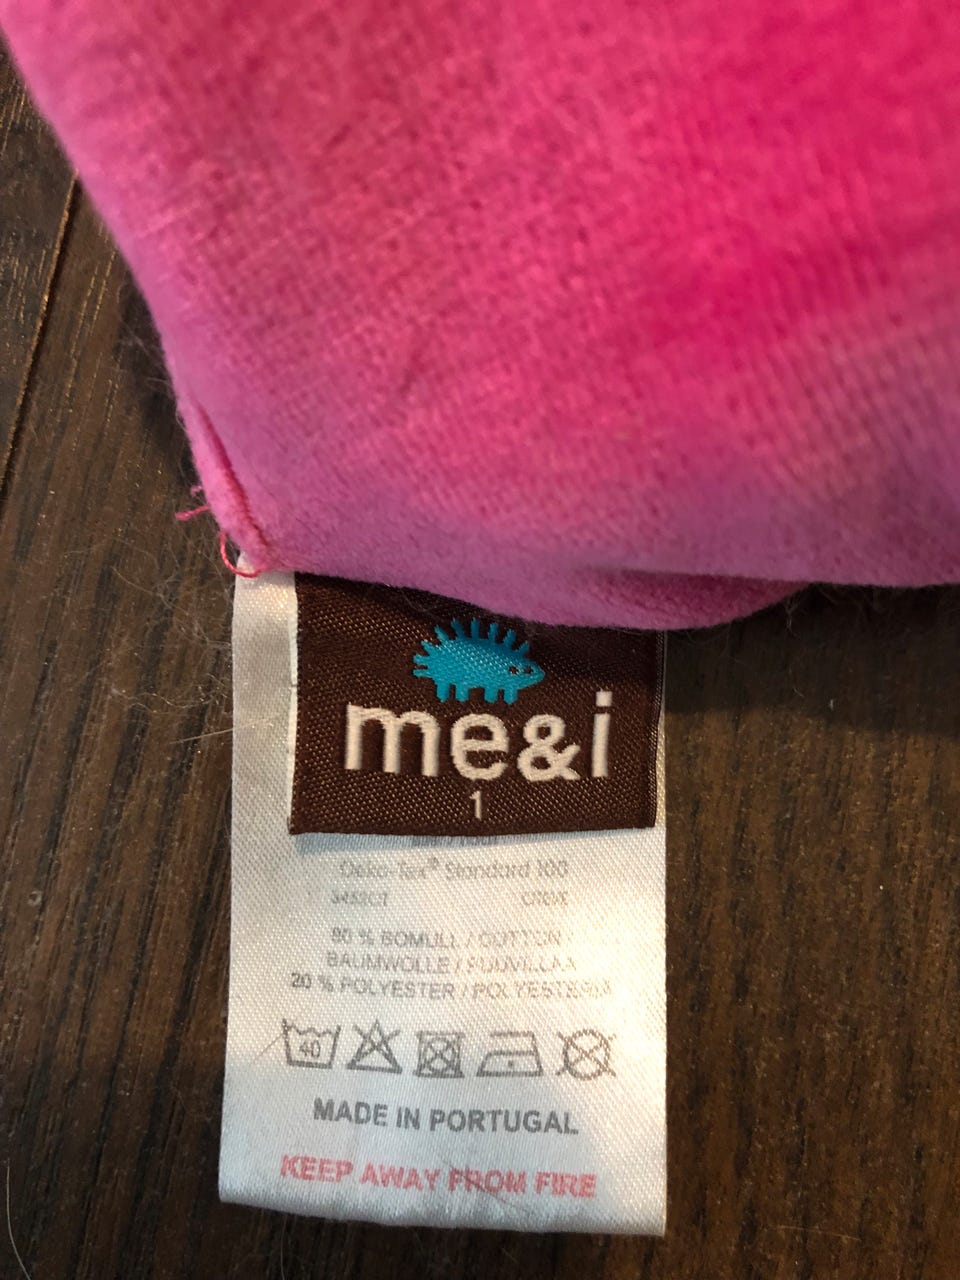 me&i
1
Oeko-Tex® Standard 100
3452CT
80 % BOMULL / COTTON /
BAUMWOLLE / PUUVILLAA
20 % POLYESTER / POLYESTERIA
40
MADE IN PORTUGAL
KEEP AWAY FROM FIRE